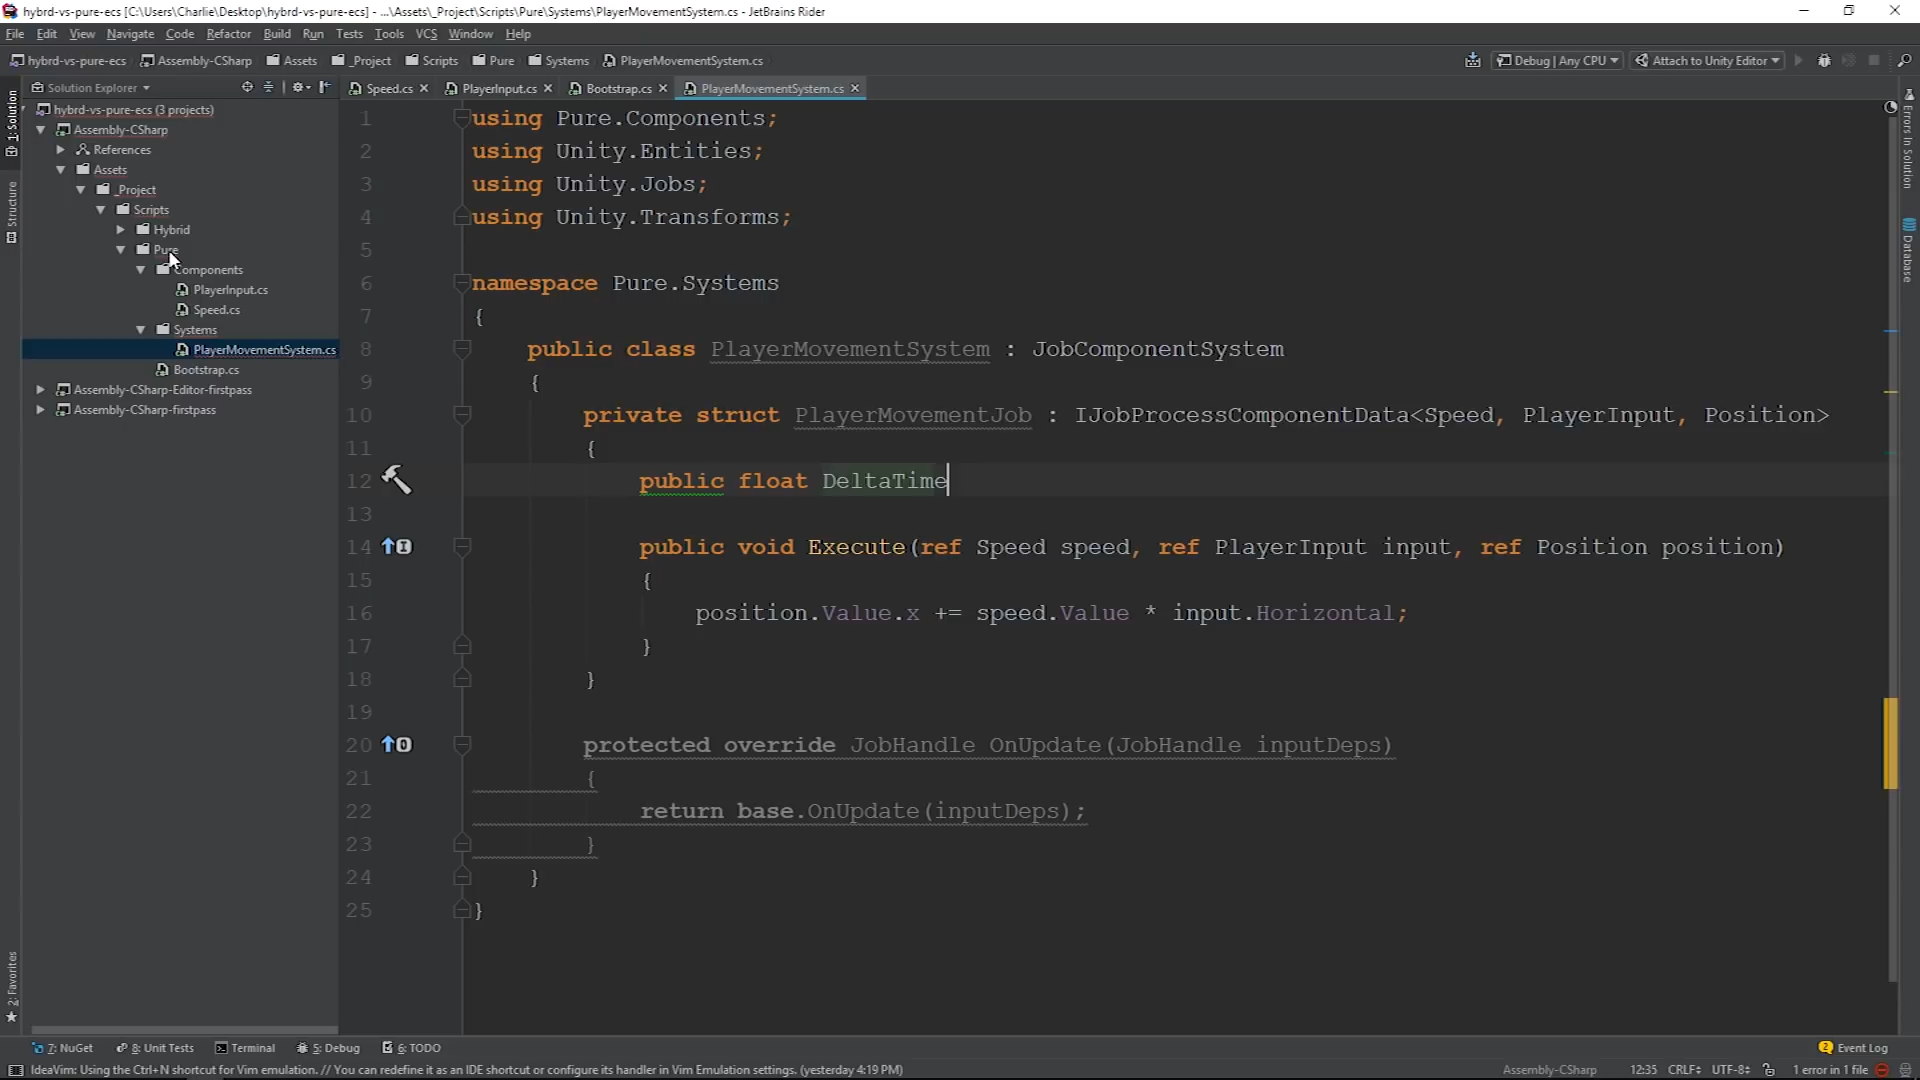 hybrd-vs-pure-ecs [C:\Users\Charlie\Desktop\hybrd-vs-pure-ecs] - ...\Assets\_Project\Scripts\Pure\Systems\PlayerMovementSystem.cs - JetBrains Rider
File Edit View Navigate Code Refactor Build Run Tests Tools VCS Window Help
hybrd-vs-pure-ecs Assembly-CSharp Assets _Project Scripts Pure Systems PlayerMovementSystem.cs Debug | Any CPU Attach to Unity Editor
Solution Explorer Speed.cs PlayerInput.cs Bootstrap.cs PlayerMovementSystem.cs
1: Solution
Structure
2: Favorites
hybrd-vs-pure-ecs (3 projects)
Assembly-CSharp
References
Assets
_Project
Scripts
Hybrid
Pure
Components
PlayerInput.cs
Speed.cs
Systems
PlayerMovementSystem.cs
Bootstrap.cs
Assembly-CSharp-Editor-firstpass
Assembly-CSharp-firstpass
1 using Pure.Components;
2 using Unity.Entities;
3 using Unity.Jobs;
4 using Unity.Transforms;
5
6 namespace Pure.Systems
7 {
8 public class PlayerMovementSystem : JobComponentSystem
9 {
10 private struct PlayerMovementJob : IJobProcessComponentData<Speed, PlayerInput, Position>
11 {
12 public float DeltaTime
13
14 public void Execute(ref Speed speed, ref PlayerInput input, ref Position position)
15 {
16 position.Value.x += speed.Value * input.Horizontal;
17 }
18 }
19
20 protected override JobHandle OnUpdate(JobHandle inputDeps)
21 {
22 return base.OnUpdate(inputDeps);
23 }
24 }
25 }
Errors In Solution
Database
7: NuGet 8: Unit Tests Terminal 5: Debug 6: TODO 2 Event Log
IdeaVim: Using the Ctrl+N shortcut for Vim emulation. // You can redefine it as an IDE shortcut or configure its handler in Vim Emulation settings. (yesterday 4:19 PM) Assembly-CSharp 12:35 CRLF UTF-8 1 error in 1 file